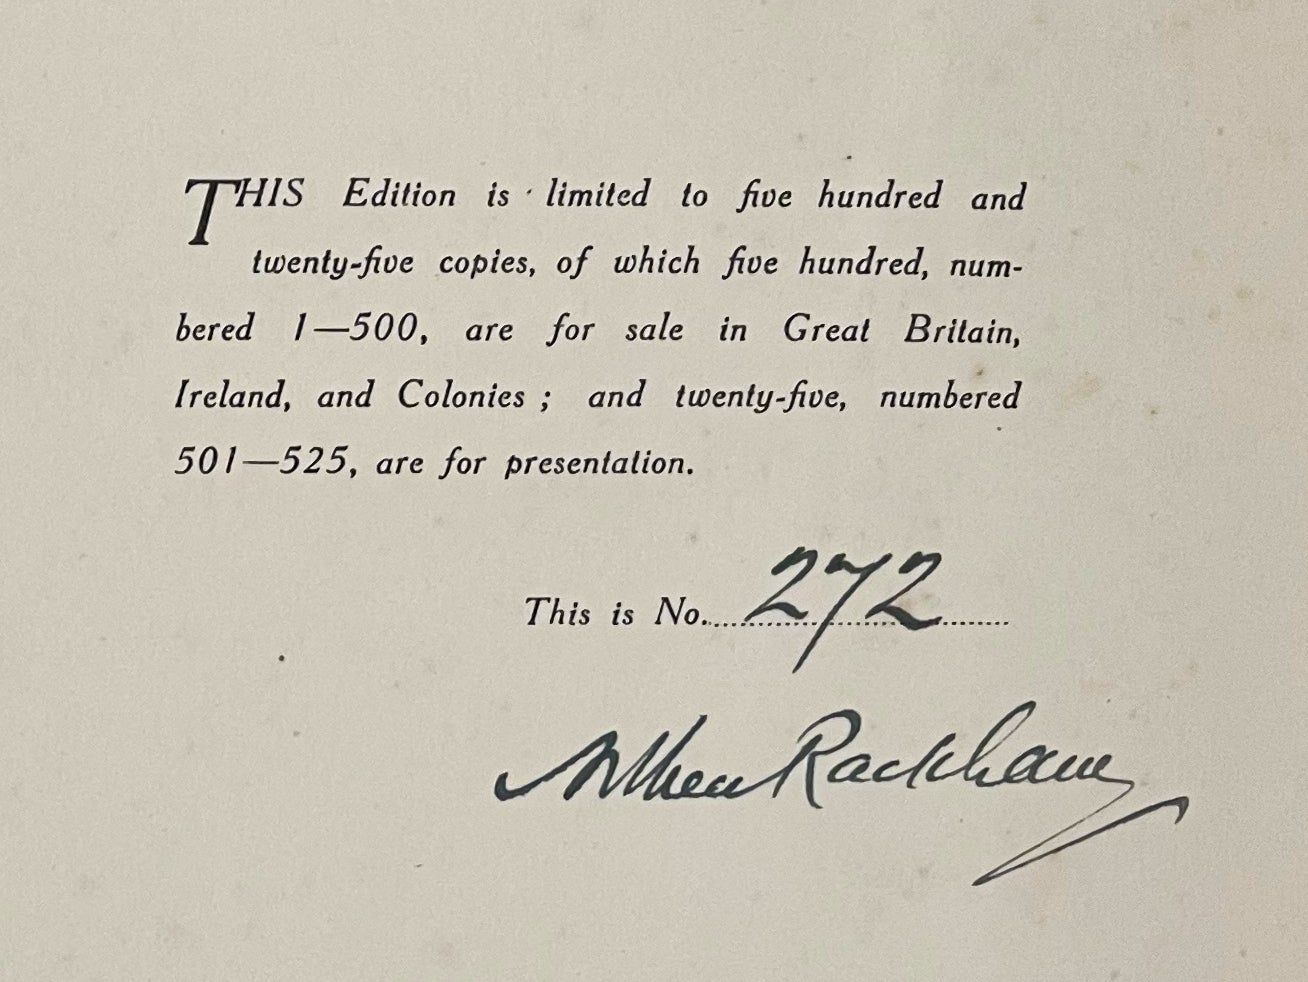 THIS Edition is limited to five hundred and
twenty-five copies, of which five hundred, num-
bered 1—500, are for sale in Great Britain,
Ireland, and Colonies ; and twenty-five, numbered
501—525, are for presentation.
This is No. 272
Arthur Rackham